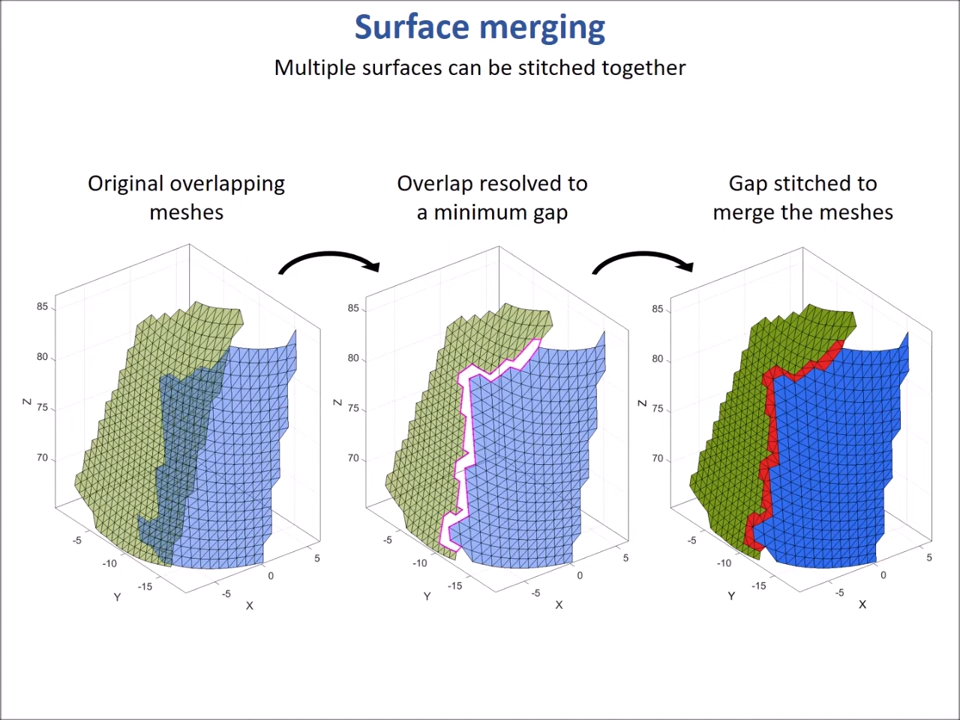 Surface merging
Multiple surfaces can be stitched together
Original overlapping
meshes
Overlap resolved to
a minimum gap
Gap stitched to
merge the meshes
85
80
75
70
Z
-5
-10
-15
Y
-5
0
5
X
85
80
75
70
Z
-5
-10
-15
Y
-5
0
5
X
85
80
75
70
Z
-5
-10
-15
Y
-5
0
5
X